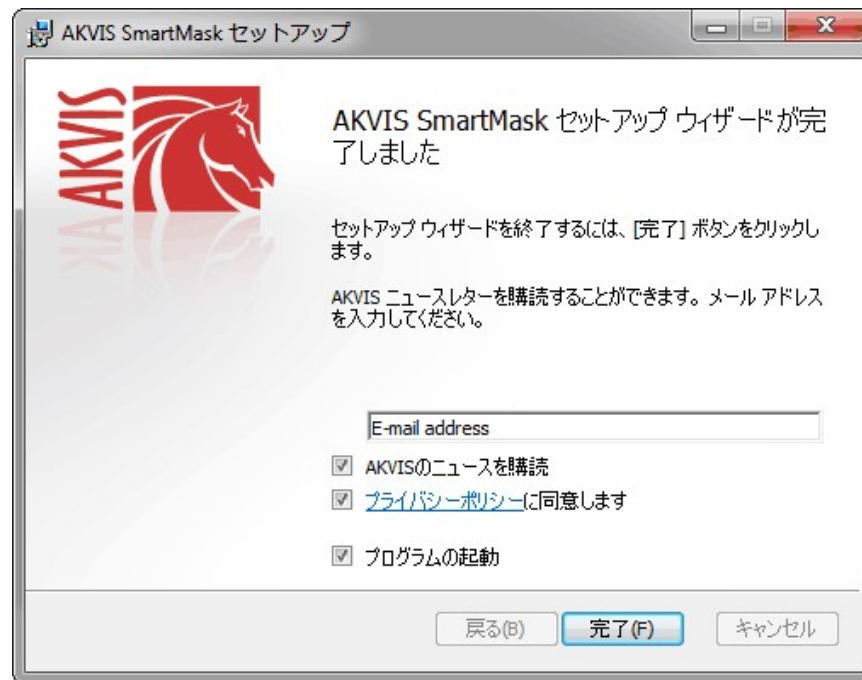 AKVIS SmartMask セットアップ
AKVIS
AKVIS SmartMask セットアップ ウィザードが完
了しました
セットアップ ウィザードを終了するには、[完了] ボタンをクリックし
ます。
AKVIS ニュースレターを購読することができます。メール アドレス
を入力してください。
E-mail address
AKVISのニュースを購読
プライバシーポリシーに同意します
プログラムの起動
戻る(B)
完了(F)
キャンセル